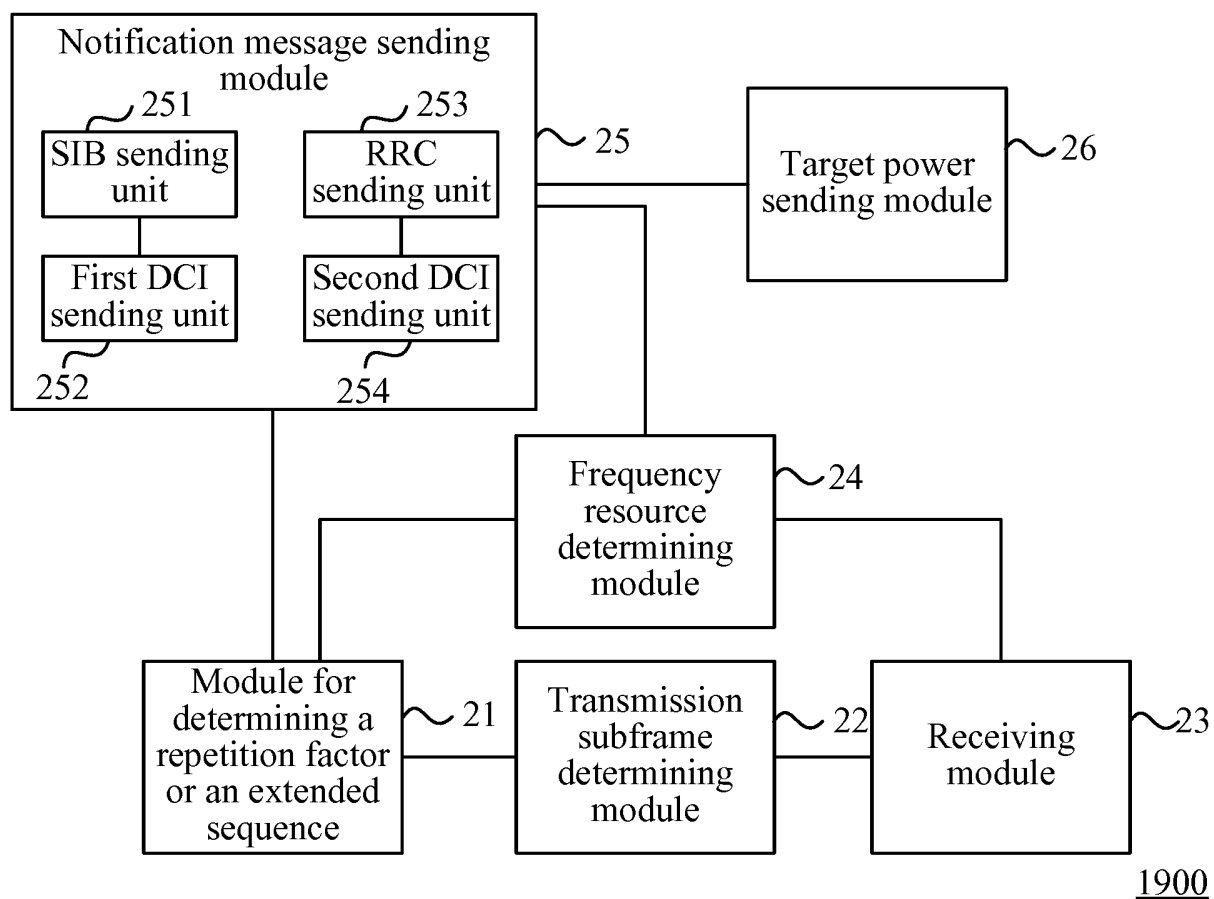 Notification message sending
module
251
253
SIB sending
unit
RRC
sending unit
25
First DCI
sending unit
Second DCI
sending unit
252
254
Target power
sending module
26
Frequency
resource
determining
module
24
Module for
determining a
repetition factor
or an extended
sequence
21
Transmission
subframe
determining
module
22
Receiving
module
23
1900